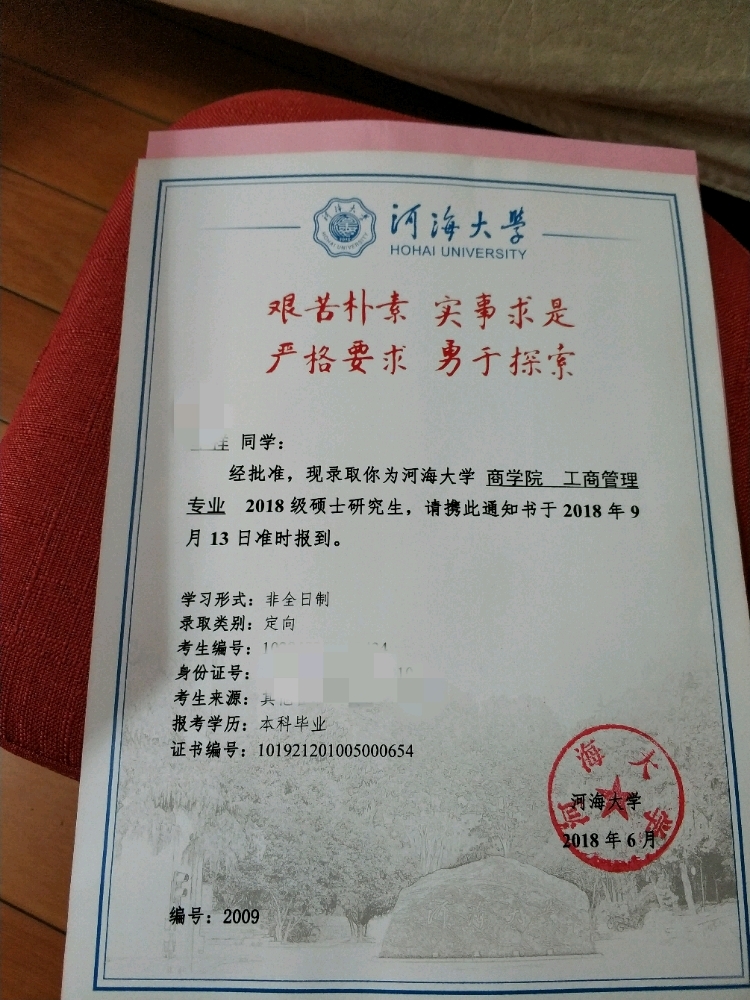 河海大學
HOHAI UNIVERSITY
艰苦朴素 实事求是
严格要求 勇于探索
同学：
经批准，现录取你为河海大学 商学院 工商管理
专业 2018 级硕士研究生，请携此通知书于 2018 年 9
月 13 日准时报到。
学习形式：非全日制
录取类别：定向
考生编号：
身份证号：
考生来源：
报考学历：本科毕业
证书编号：101921201005000654
河海大学
河海大学
2018 年 6 月
编号：2009